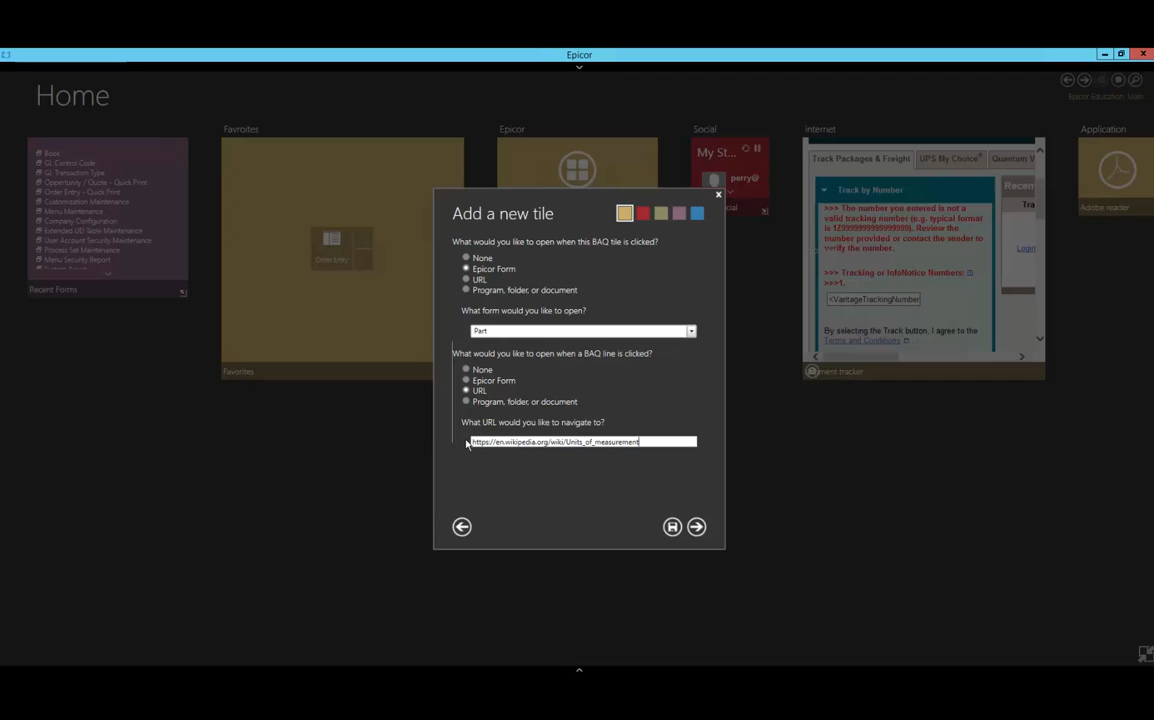 Epicor
Home
Epicor Education, Main
Favrites
Epicor
Social
Internet
Application
Book
GL Control Code
GL Transaction Type
Opportunity / Quote - Quick Print
Order Entry - Quick Print
Customization Maintenance
Menu Maintenance
Company Configuration
Extended UD Table Maintenance
User Account Security Maintenance
Process Set Maintenance
Menu Security Report
Recent Forms
Order Entry
Favorites
My St...
perry@
Track Packages & Freight
UPS My Choice
Quantum V
Track by Number
>>> The number you entered is not a
valid tracking number (e.g. typical format
is 1Z9999999999999999). Review the
number provided or contact the sender to
verify the number.
>>> Tracking or InfoNotice Numbers:
>>>1.
<VantageTrackingNumber
By selecting the Track button, I agree to the
Terms and Conditions
Login
Adobe reader
Add a new tile
x
What would you like to open when this BAQ tile is clicked?
None
Epicor Form
URL
Program, folder, or document
What form would you like to open?
Part
What would you like to open when a BAQ line is clicked?
None
Epicor Form
URL
Program, folder, or document
What URL would you like to navigate to?
https://en.wikipedia.org/wiki/Units_of_measurement